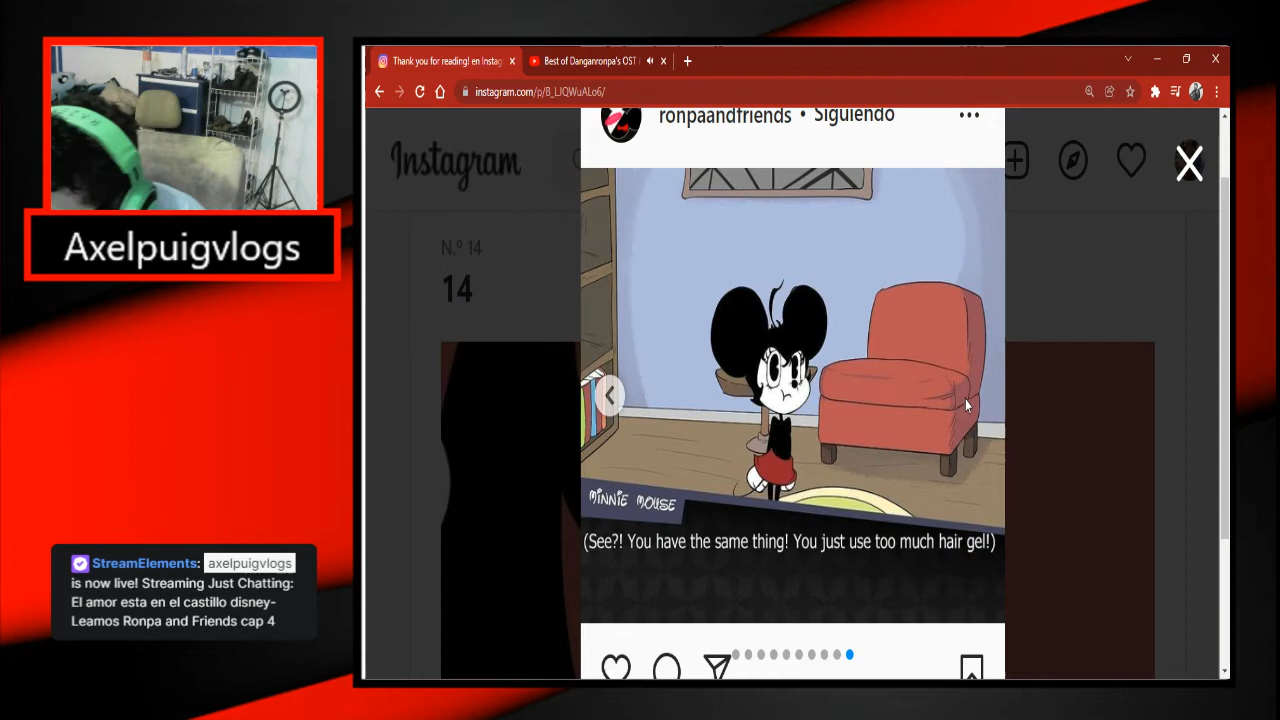 Thank you for reading! en Instag
Best of Danganronpa's OST
instagram.com/p/B_LJQWuALo6/
ronpaandfriends • Siguiendo
Instagram
N.º 14
14
Axelpuigvlogs
MINNIE MOUSE
(See?! You have the same thing! You just use too much hair gel!)
StreamElements: axelpuigvlogs
is now live! Streaming Just Chatting:
El amor esta en el castillo disney-
Leamos Ronpa and Friends cap 4